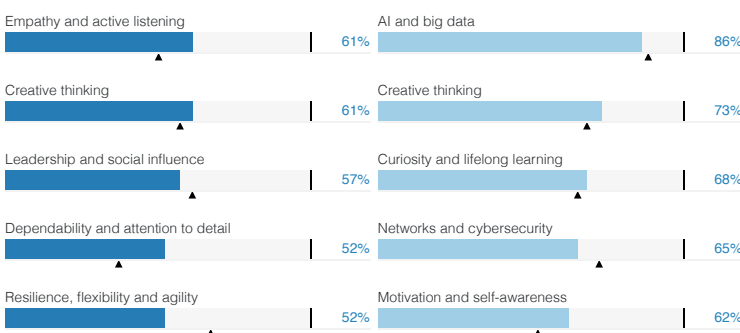 Empathy and active listening
61%
Creative thinking
61%
Leadership and social influence
57%
Dependability and attention to detail
52%
Resilience, flexibility and agility
52%
AI and big data
86%
Creative thinking
73%
Curiosity and lifelong learning
68%
Networks and cybersecurity
65%
Motivation and self-awareness
62%